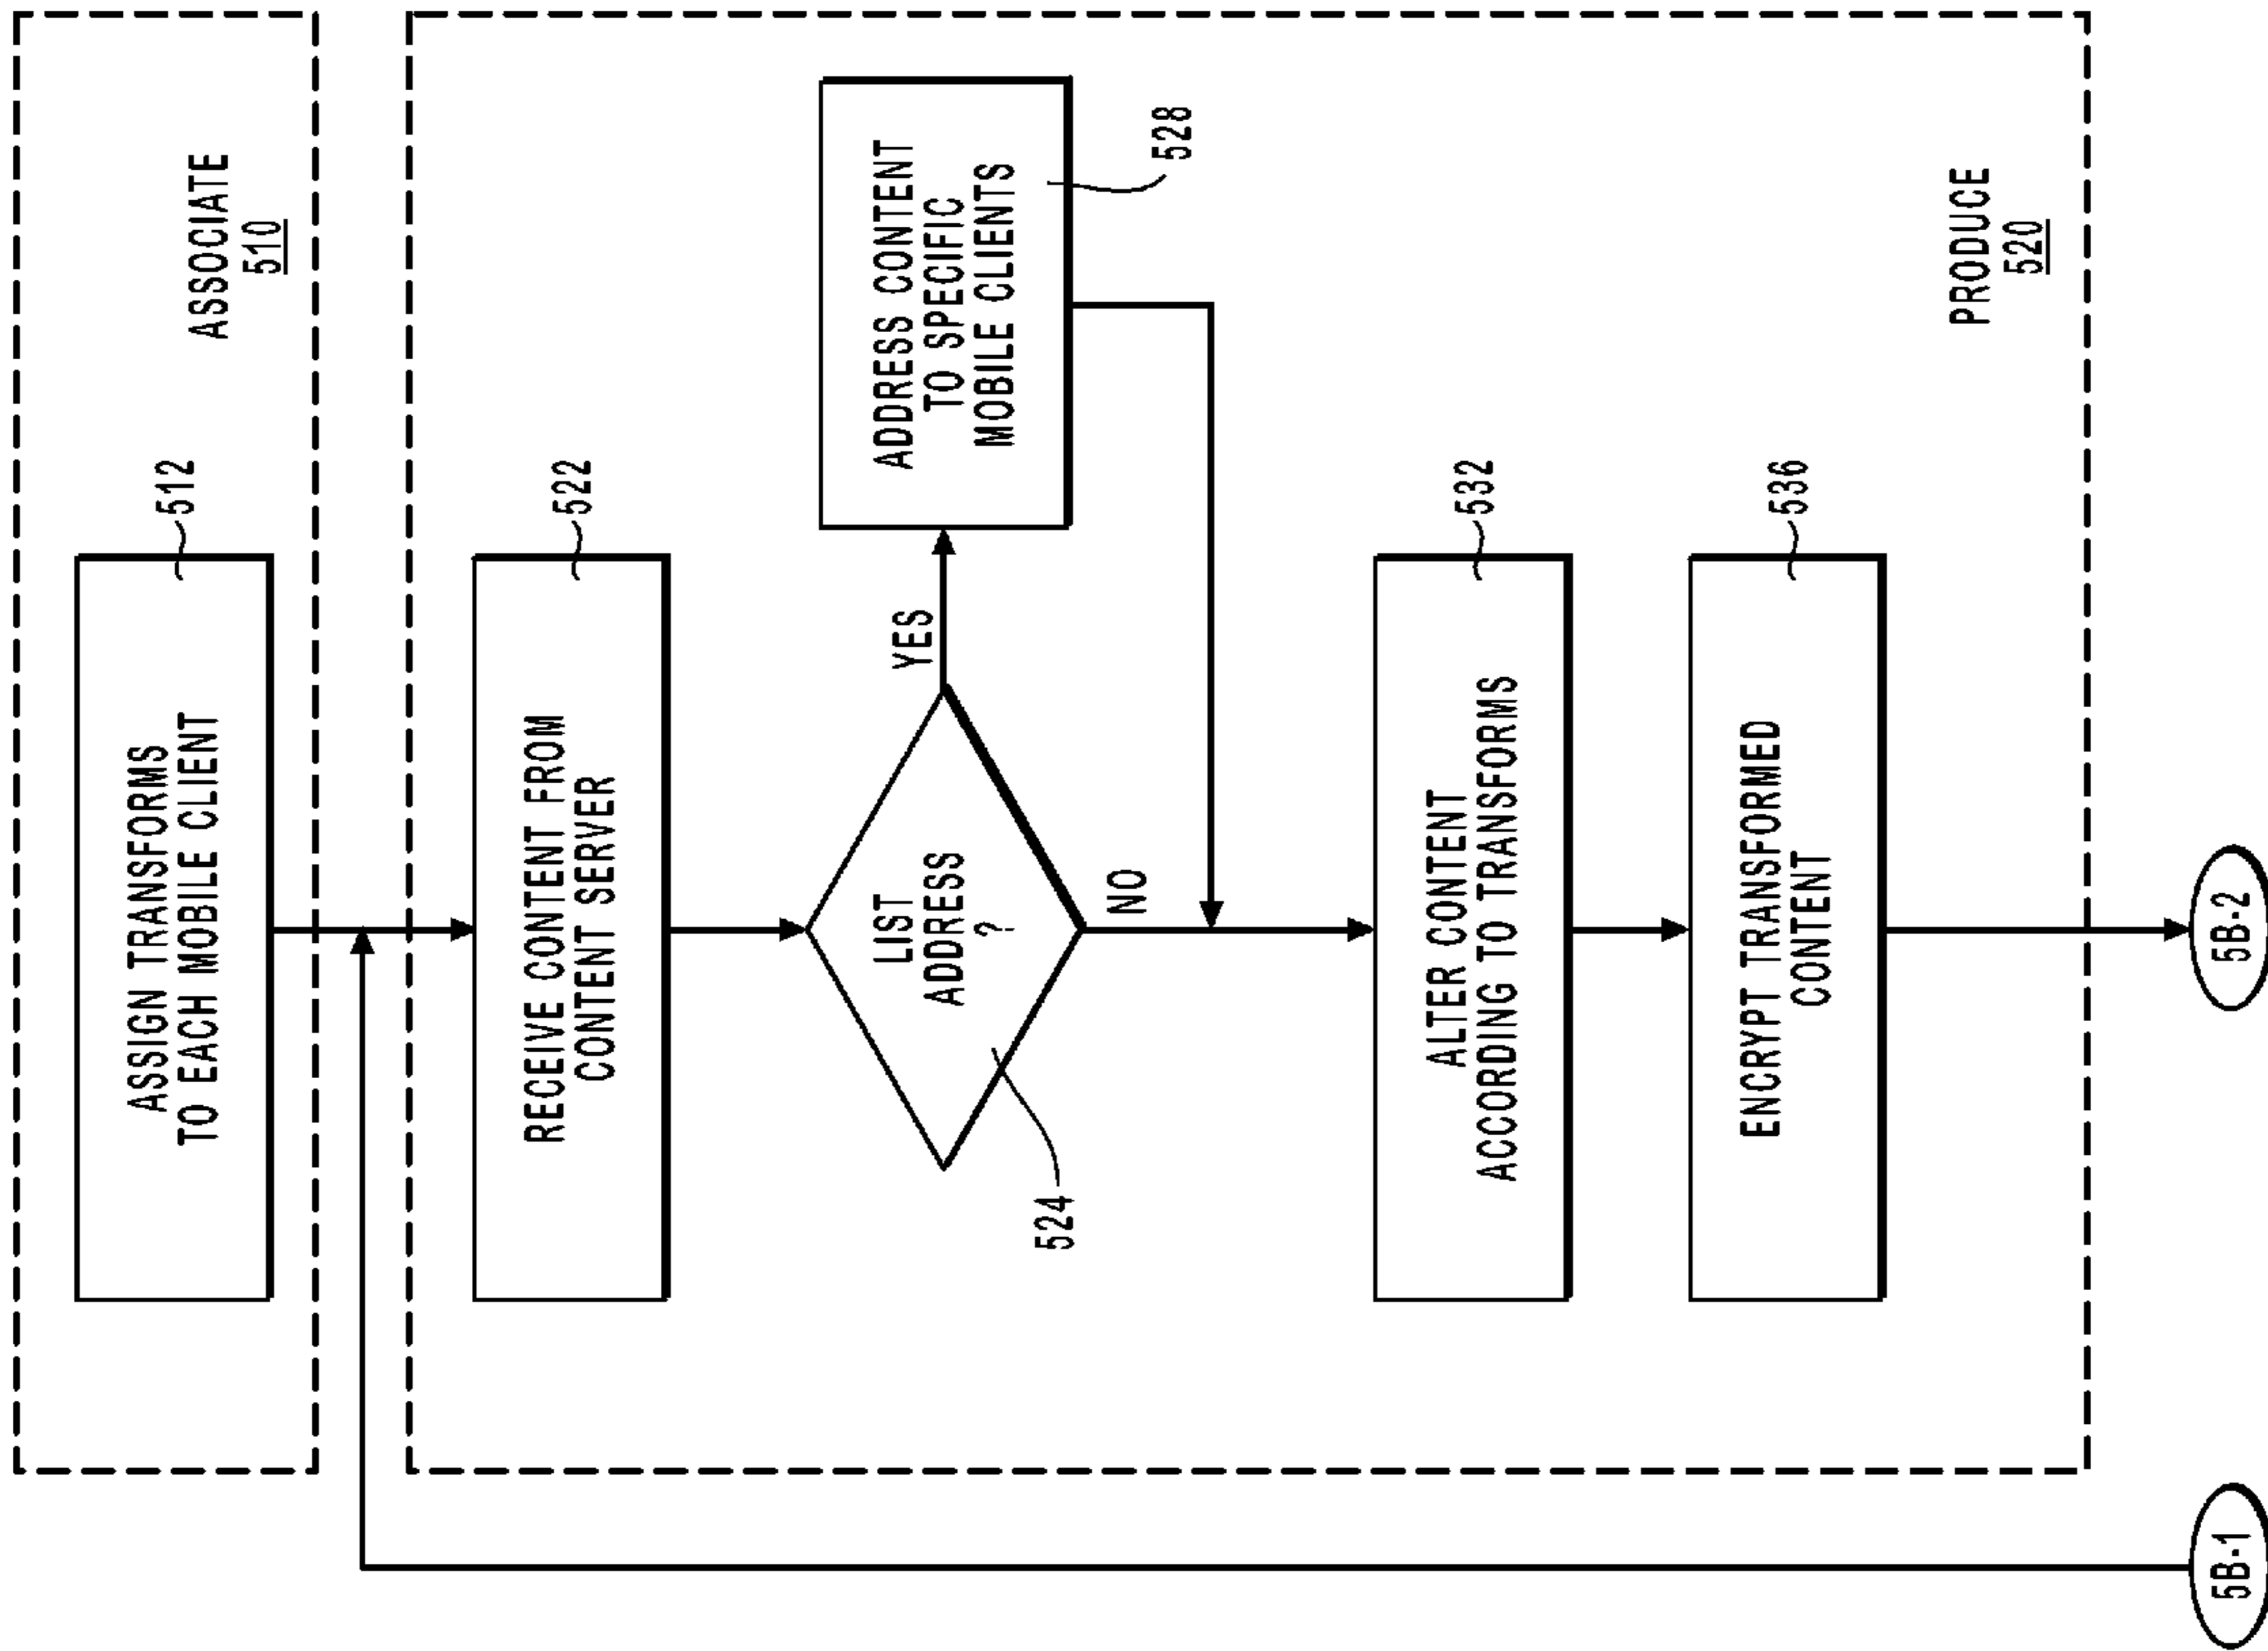 ASSOCIATE
510
512
ASSIGN TRANSFORMS
TO EACH MOBILE CLIENT
PRODUCE
520
522
RECEIVE CONTENT FROM
CONTENT SERVER
LIST
ADDRESS
?
524
YES
ADDRESS CONTENT
TO SPECIFIC
MOBILE CLIENTS
528
NO
532
ALTER CONTENT
ACCORDING TO TRANSFORMS
536
ENCRYPT TRANSFORMED
CONTENT
5B-1
5B-2